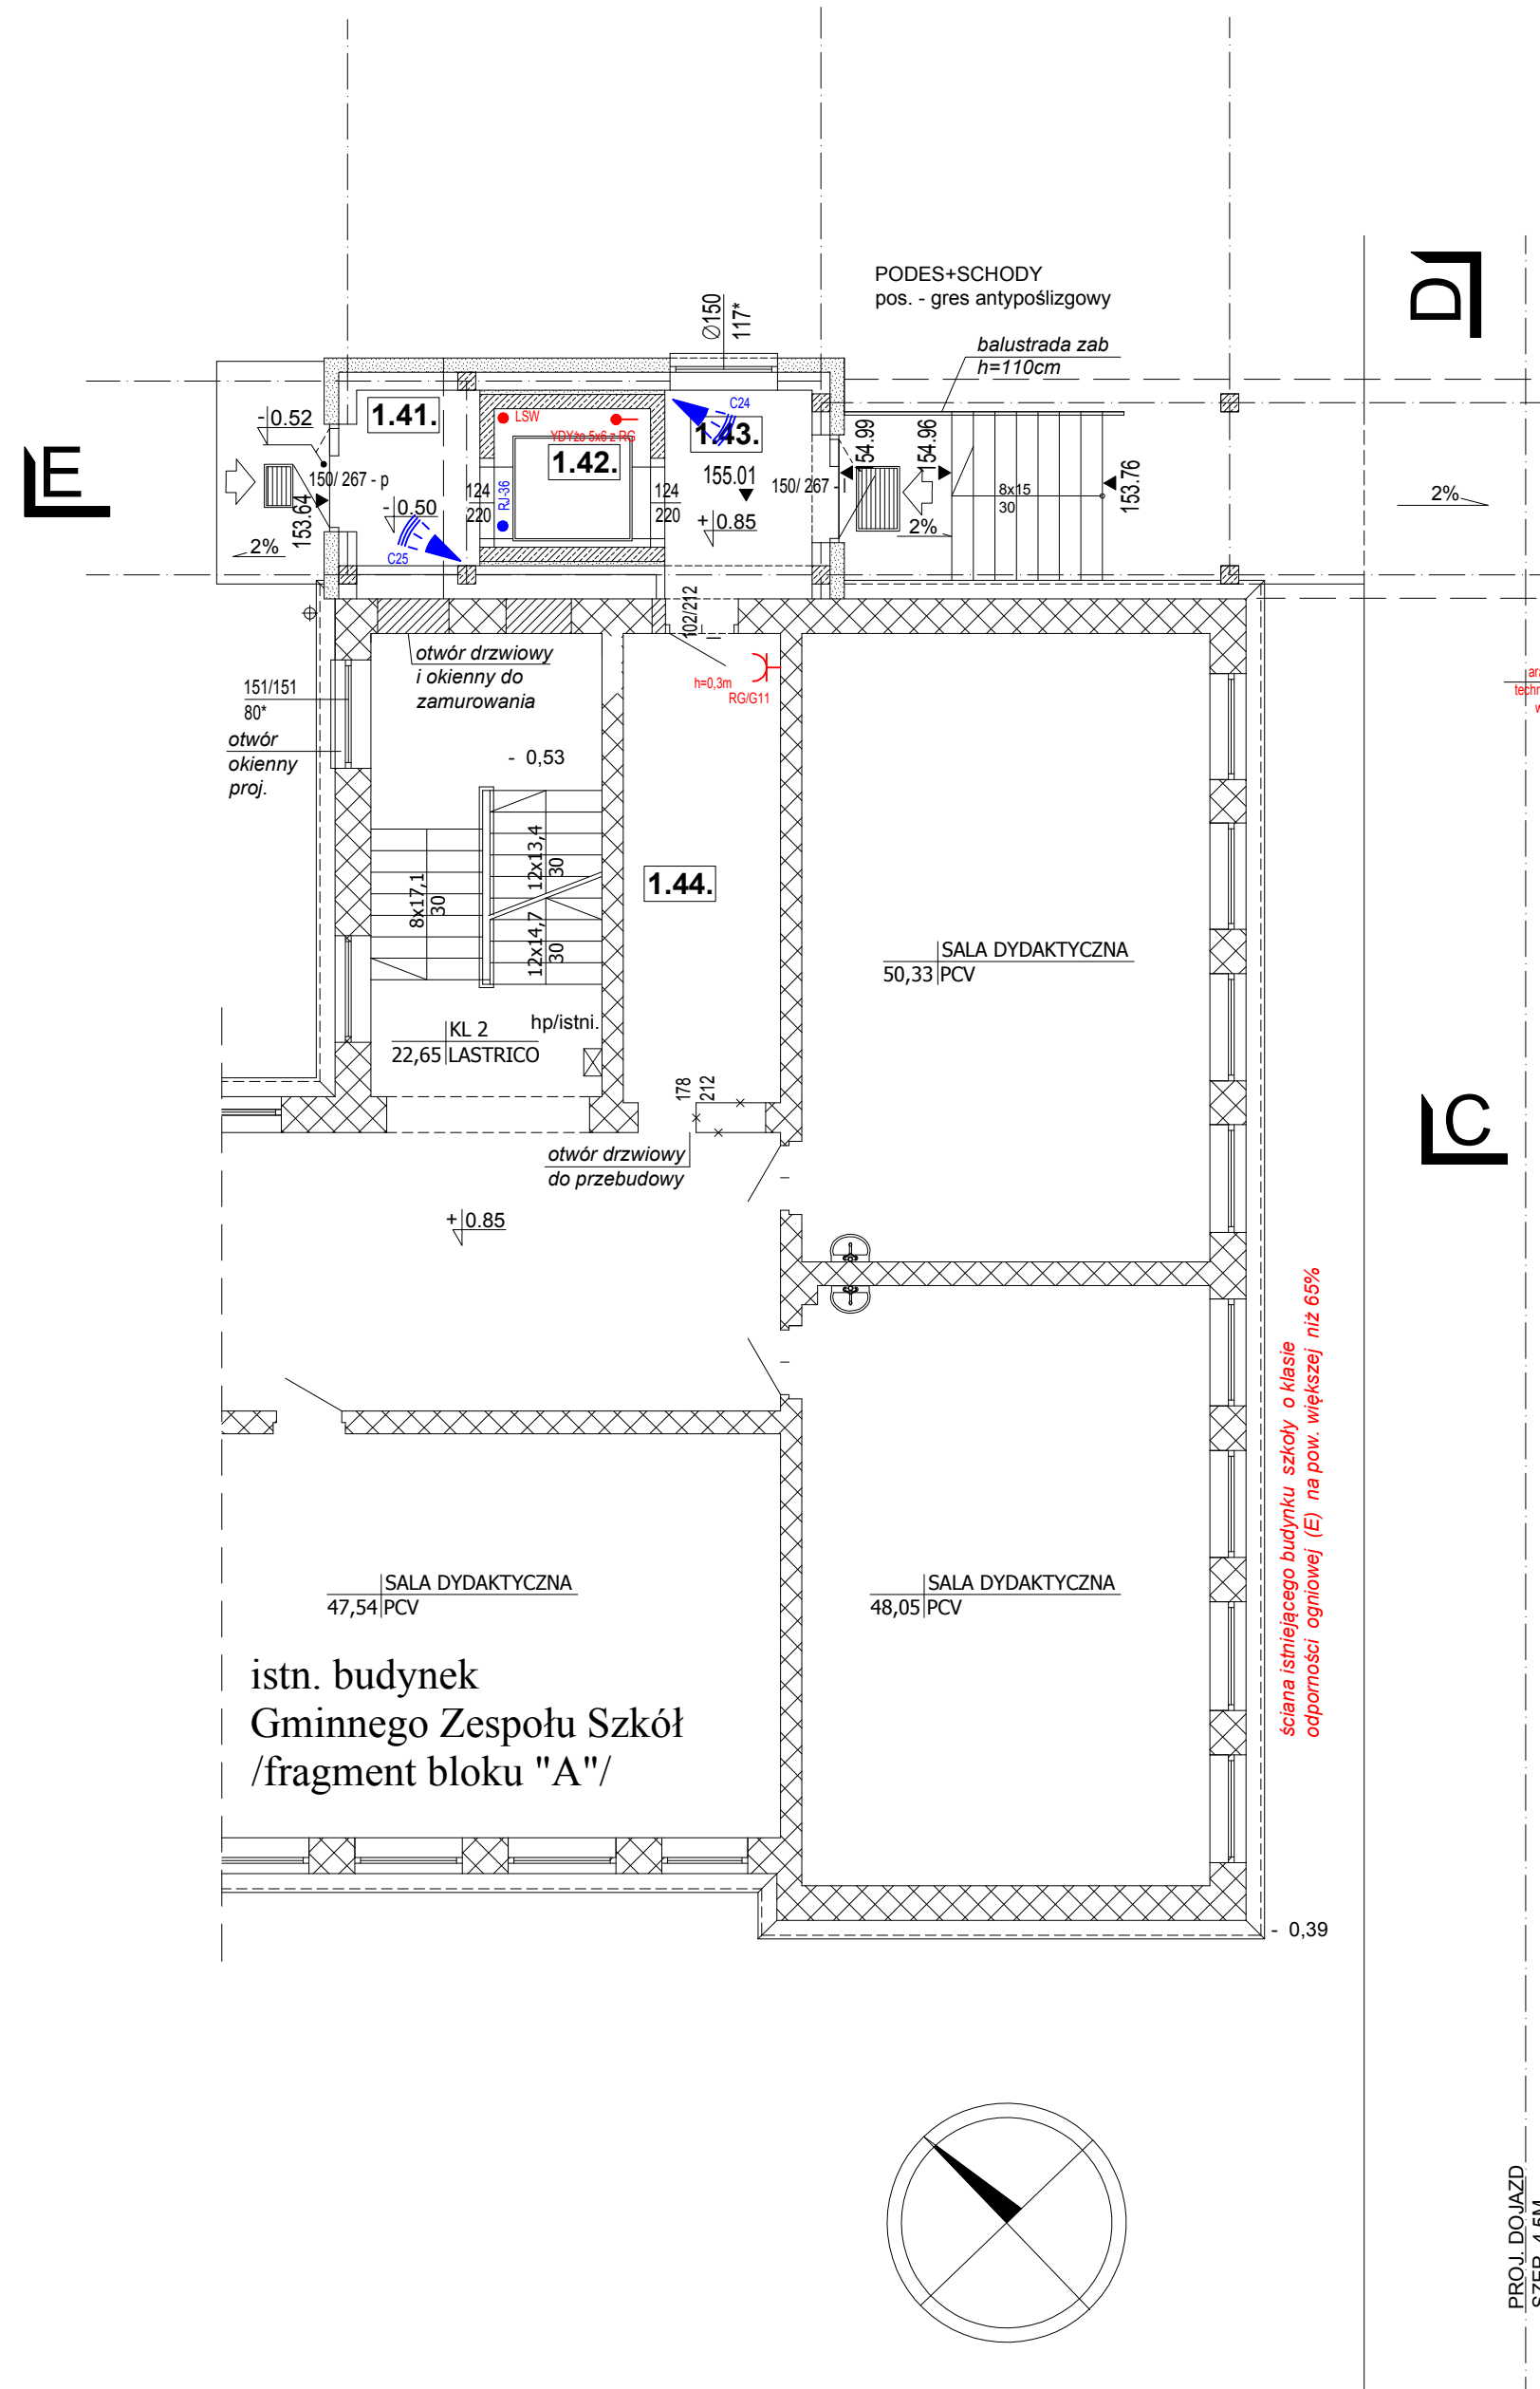 PODES+SCHODY
pos. - gres antypoślizgowy
D
Ø150
117*
balustrada zab
h=110cm
C24
1.41.
LSW
YDYżo 5x6 z RG
1.43.
- 0.52
1.42.
155.01
E
150/ 267 - p
153.64
- 0.50
124
220
RJ-36
124
220
+ 0.85
150/ 267 - l
154.99
154.96
8x15
30
153.76
2%
2%
2%
C25
102/212
otwór drzwiowy
i okienny do
zamurowania
h=0,3m
RG/G11
151/151
80*
otwór
okienny
proj.
- 0,53
12x13,4
30
8x17,1
30
12x14,7
30
1.44.
SALA DYDAKTYCZNA
50,33 PCV
KL 2
22,65 LASTRICO
hp/istni.
178
212
C
otwór drzwiowy
do przebudowy
+ 0.85
ściana istniejącego budynku szkoły o klasie
odporności ogniowej (E) na pow. większej niż 65%
SALA DYDAKTYCZNA
47,54 PCV
SALA DYDAKTYCZNA
48,05 PCV
istn. budynek
Gminnego Zespołu Szkół
/fragment bloku "A"/
- 0,39
PROJ. DOJAZD